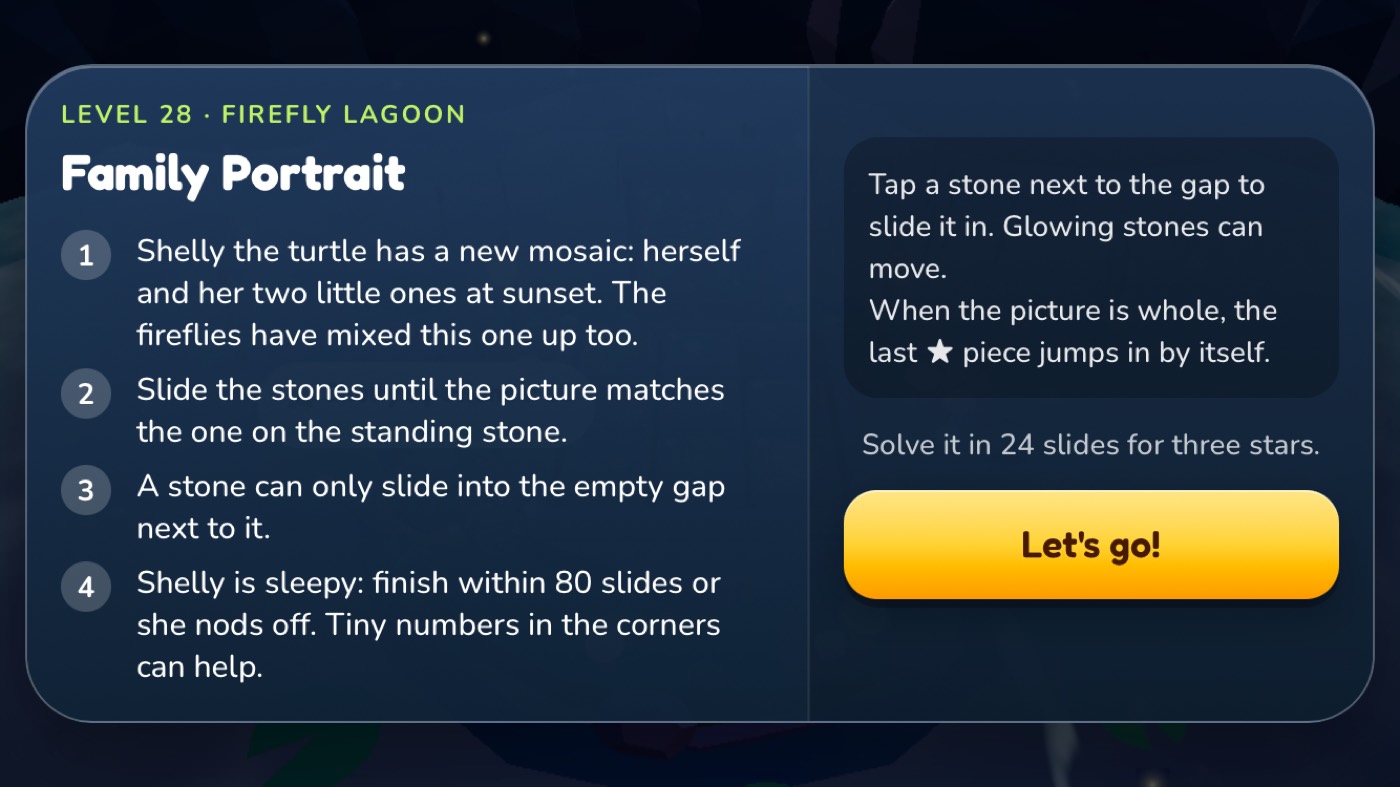 LEVEL 28 · FIREFLY LAGOON
Family Portrait
1
Shelly the turtle has a new mosaic: herself
and her two little ones at sunset. The
fireflies have mixed this one up too.
2
Slide the stones until the picture matches
the one on the standing stone.
3
A stone can only slide into the empty gap
next to it.
4
Shelly is sleepy: finish within 80 slides or
she nods off. Tiny numbers in the corners
can help.
Tap a stone next to the gap to
slide it in. Glowing stones can
move.
When the picture is whole, the
last ★ piece jumps in by itself.
Solve it in 24 slides for three stars.
Let's go!